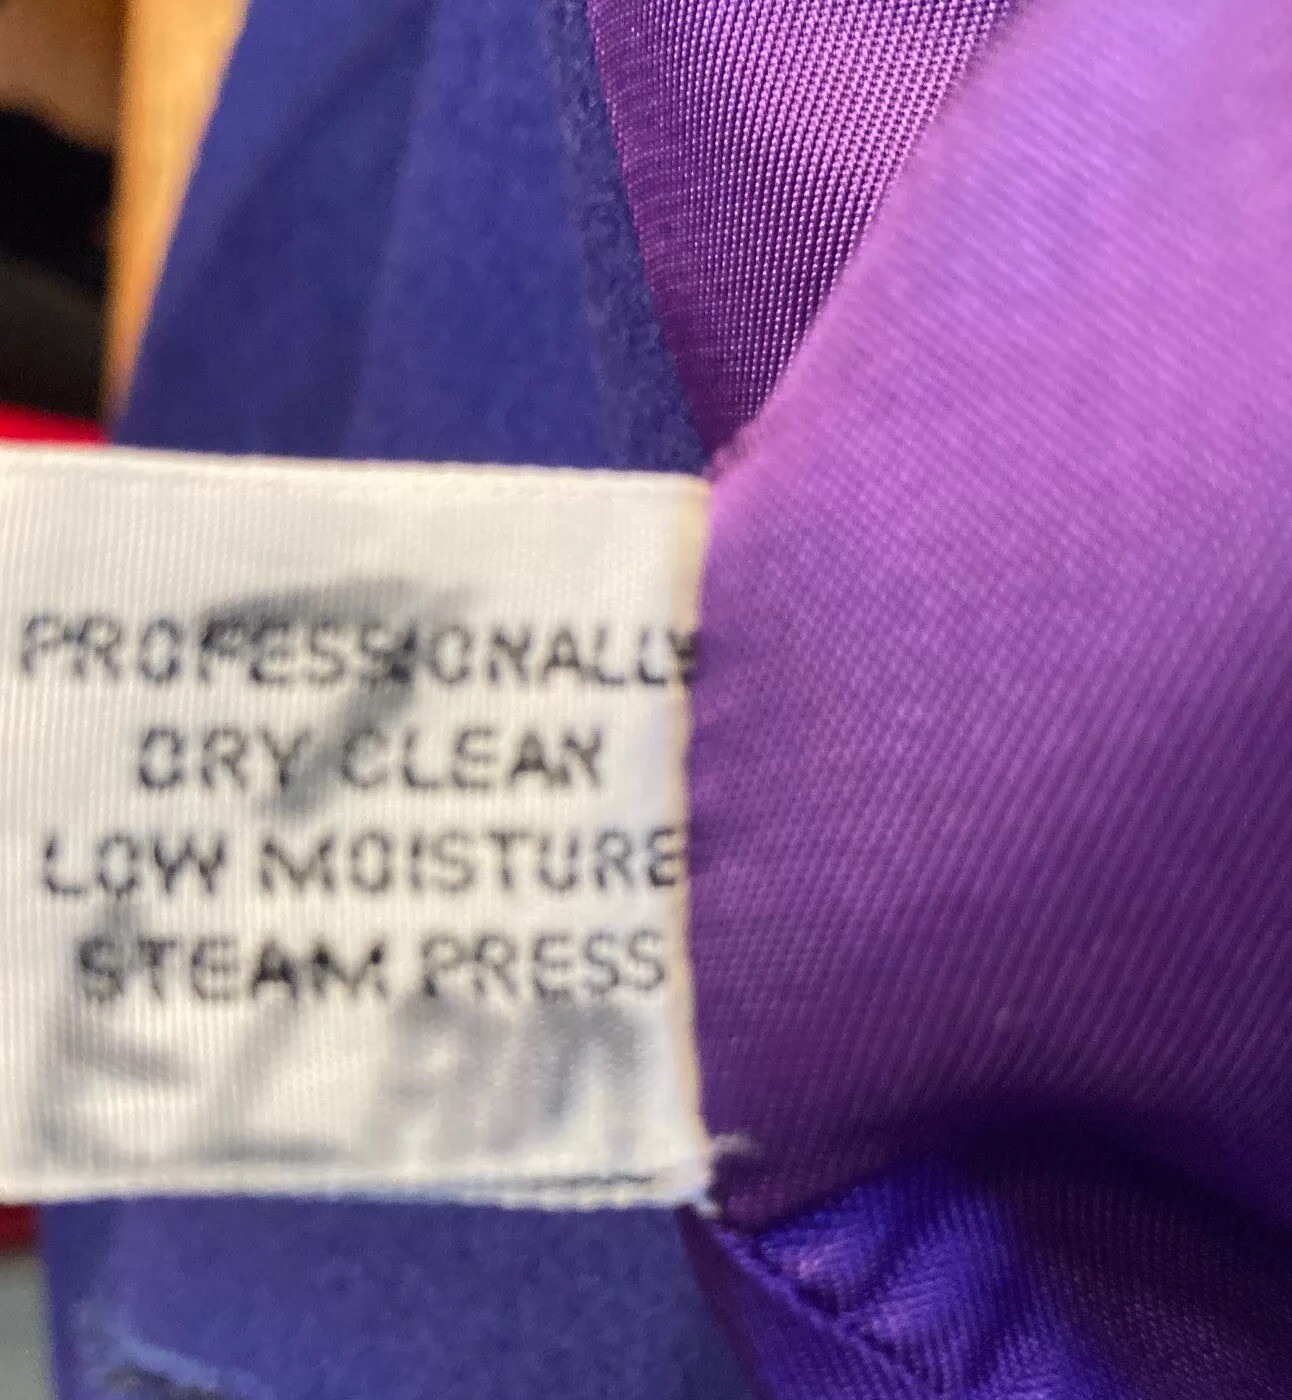 PROFESSIONALLY
DRY CLEAN
LOW MOISTURE
STEAM PRESS